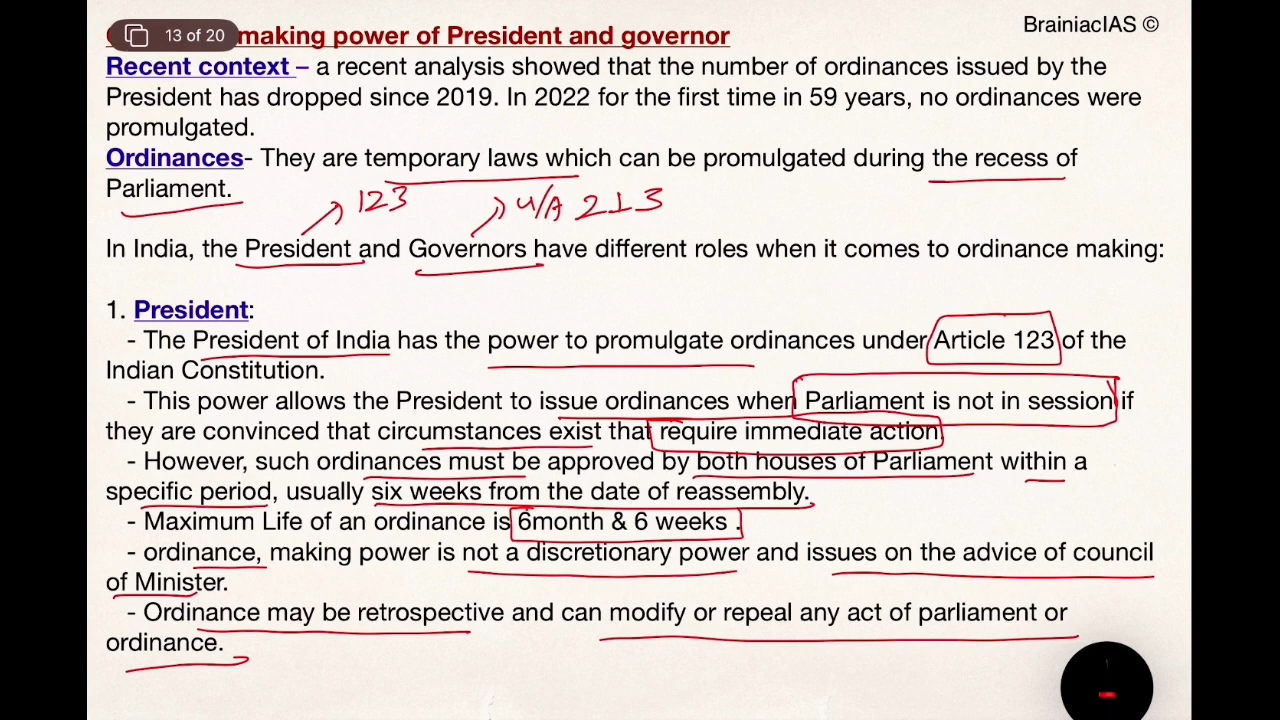 BrainiacIAS ©
13 of 20
making power of President and governor
Recent context – a recent analysis showed that the number of ordinances issued by the
President has dropped since 2019. In 2022 for the first time in 59 years, no ordinances were
promulgated.
Ordinances- They are temporary laws which can be promulgated during the recess of
Parliament.
123 u/A 213
In India, the President and Governors have different roles when it comes to ordinance making:
1. President:
- The President of India has the power to promulgate ordinances under Article 123 of the
Indian Constitution.
- This power allows the President to issue ordinances when Parliament is not in session if
they are convinced that circumstances exist that require immediate action.
- However, such ordinances must be approved by both houses of Parliament within a
specific period, usually six weeks from the date of reassembly.
- Maximum Life of an ordinance is 6month & 6 weeks .
- ordinance, making power is not a discretionary power and issues on the advice of council
of Minister.
- Ordinance may be retrospective and can modify or repeal any act of parliament or
ordinance.